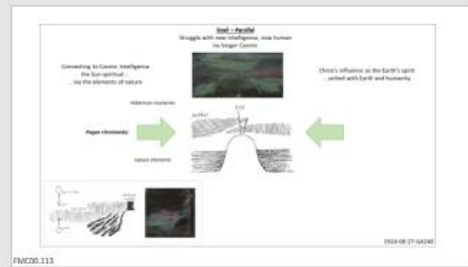 Grail – Parallel
Struggle with new intelligence, now human
no longer Cosmic
Connecting to Cosmic Intelligence
the Sun spiritual ..
.. via the elements of nature
Christ's influence as the Earth's spirit
.. united with Earth and humanity
Hibernian mysteries
Pagan Christianity
nature elements
1924-08-27-GA240
FMC00.113